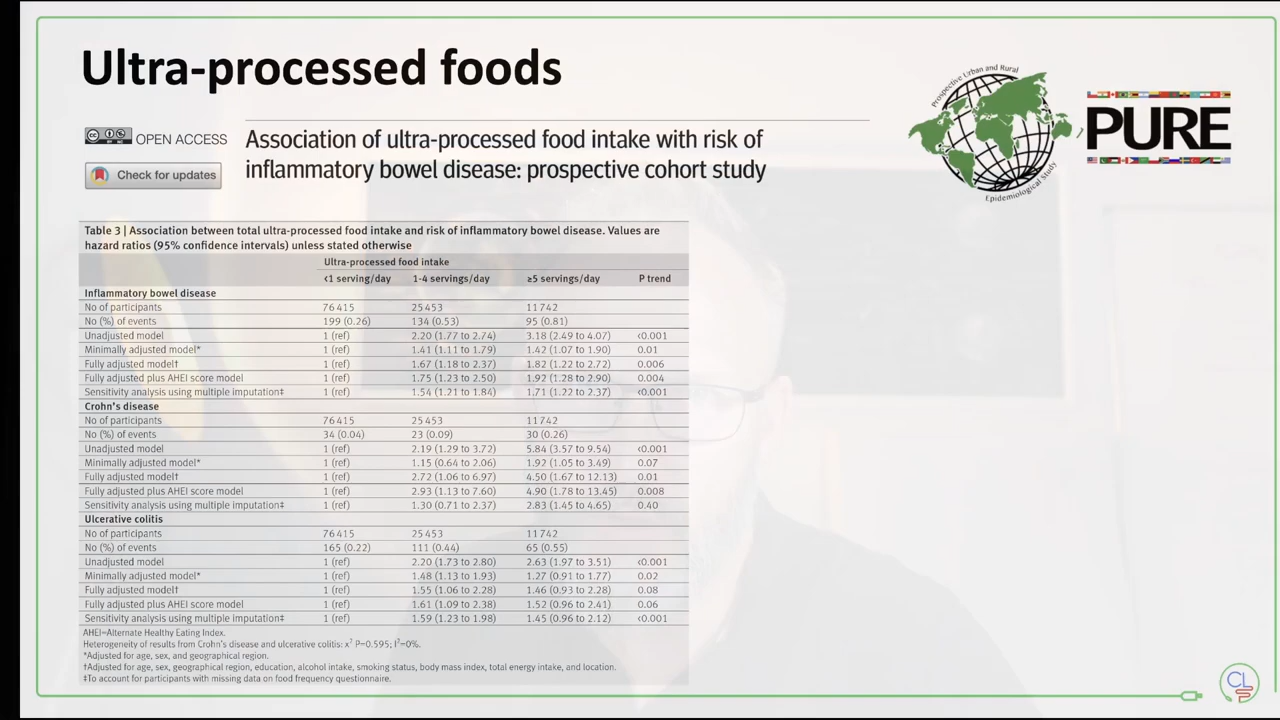 Ultra-processed foods
OPEN ACCESS
Check for updates
Association of ultra-processed food intake with risk of
inflammatory bowel disease: prospective cohort study
Prospective Urban and Rural
Epidemiological Study
PURE
Table 3 | Association between total ultra-processed food intake and risk of inflammatory bowel disease. Values are
hazard ratios (95% confidence intervals) unless stated otherwise
Ultra-processed food intake
<1 serving/day 1-4 servings/day ≥5 servings/day P trend
Inflammatory bowel disease
No of participants 76 415 25 453 11 742
No (%) of events 199 (0.26) 134 (0.53) 95 (0.81)
Unadjusted model 1 (ref) 2.20 (1.77 to 2.74) 3.18 (2.49 to 4.07) <0.001
Minimally adjusted model* 1 (ref) 1.41 (1.11 to 1.79) 1.42 (1.07 to 1.90) 0.01
Fully adjusted model† 1 (ref) 1.67 (1.18 to 2.37) 1.82 (1.22 to 2.72) 0.006
Fully adjusted plus AHEI score model 1 (ref) 1.75 (1.23 to 2.50) 1.92 (1.28 to 2.90) 0.004
Sensitivity analysis using multiple imputation‡ 1 (ref) 1.54 (1.21 to 1.84) 1.71 (1.22 to 2.37) <0.001
Crohn's disease
No of participants 76 415 25 453 11 742
No (%) of events 34 (0.04) 23 (0.09) 30 (0.26)
Unadjusted model 1 (ref) 2.19 (1.29 to 3.72) 5.84 (3.57 to 9.54) <0.001
Minimally adjusted model* 1 (ref) 1.15 (0.64 to 2.06) 1.92 (1.05 to 3.49) 0.07
Fully adjusted model† 1 (ref) 2.72 (1.06 to 6.97) 4.50 (1.67 to 12.13) 0.01
Fully adjusted plus AHEI score model 1 (ref) 2.93 (1.13 to 7.60) 4.90 (1.78 to 13.45) 0.008
Sensitivity analysis using multiple imputation‡ 1 (ref) 1.30 (0.71 to 2.37) 2.83 (1.45 to 4.65) 0.40
Ulcerative colitis
No of participants 76 415 25 453 11 742
No (%) of events 165 (0.22) 111 (0.44) 65 (0.55)
Unadjusted model 1 (ref) 2.20 (1.73 to 2.80) 2.63 (1.97 to 3.51) <0.001
Minimally adjusted model* 1 (ref) 1.48 (1.13 to 1.93) 1.27 (0.91 to 1.77) 0.02
Fully adjusted model† 1 (ref) 1.55 (1.06 to 2.28) 1.46 (0.93 to 2.28) 0.08
Fully adjusted plus AHEI score model 1 (ref) 1.61 (1.09 to 2.38) 1.52 (0.96 to 2.41) 0.06
Sensitivity analysis using multiple imputation‡ 1 (ref) 1.59 (1.23 to 1.98) 1.45 (0.96 to 2.12) <0.001
AHEI=Alternate Healthy Eating Index.
Heterogeneity of results from Crohn's disease and ulcerative colitis: x² P=0.595; I²=0%.
*Adjusted for age, sex, and geographical region.
†Adjusted for age, sex, geographical region, education, alcohol intake, smoking status, body mass index, total energy intake, and location.
‡To account for participants with missing data on food frequency questionnaire.